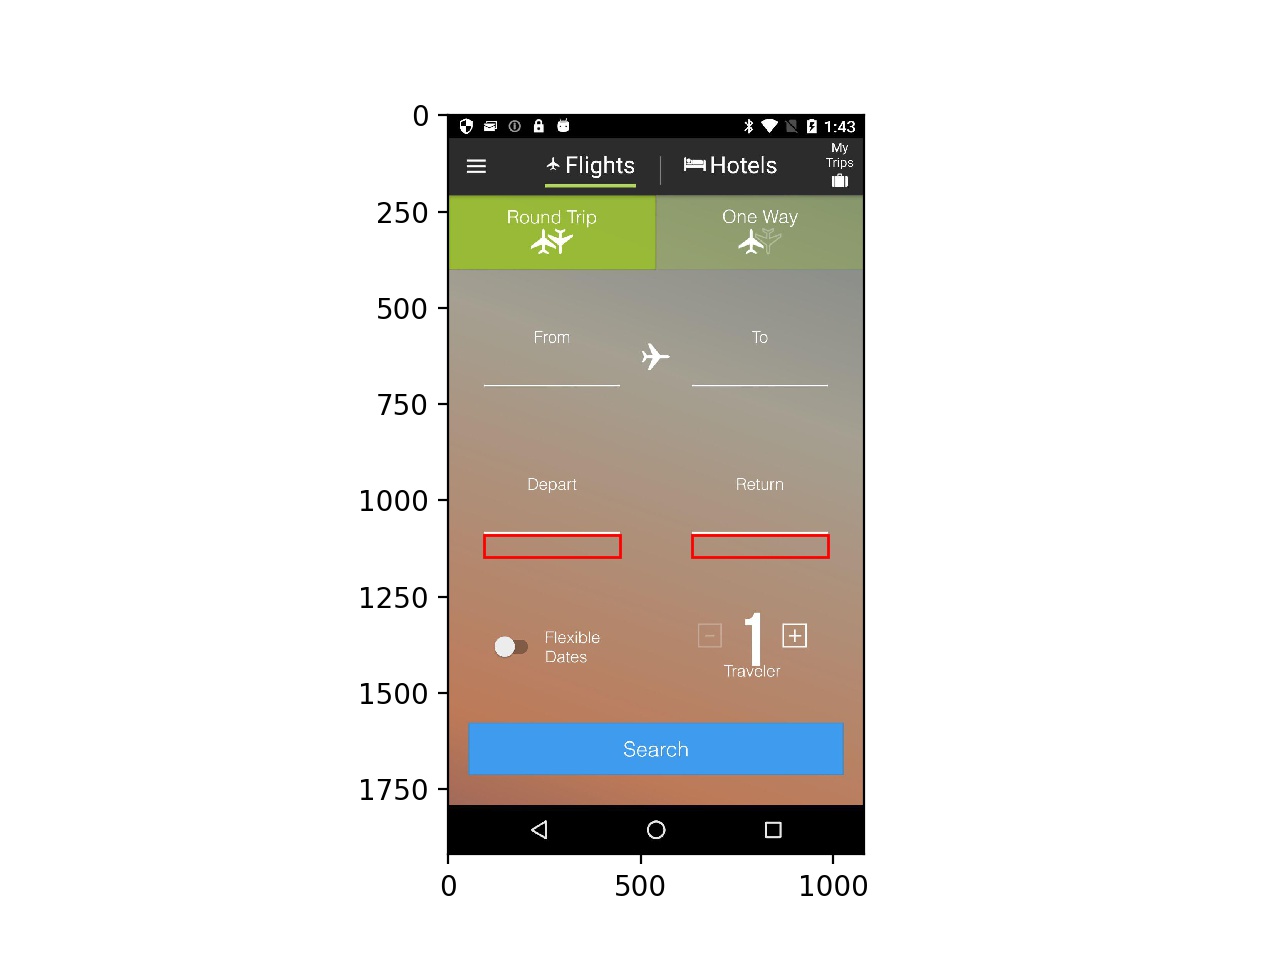 0
250
500
750
1000
1250
1500
1750
0 500 1000
1:43
Flights
Hotels
My
Trips
Round Trip
One Way
From
To
Depart
Return
Flexible
Dates
1
Traveler
Search